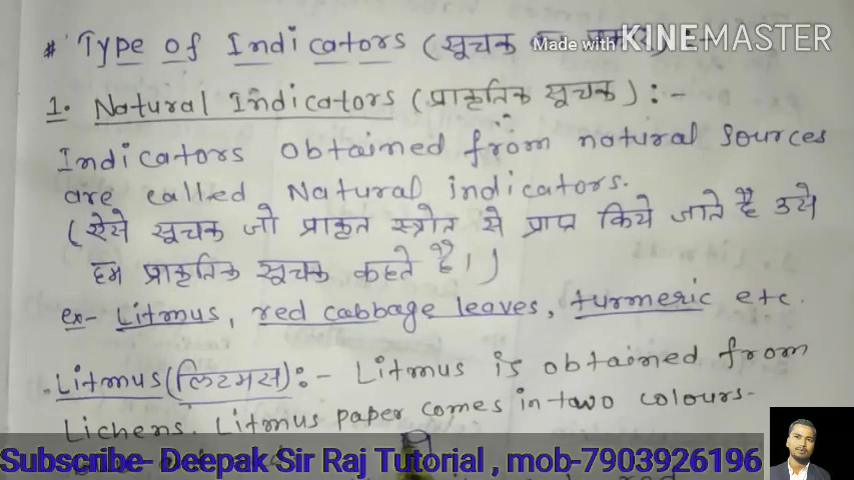 # Type of Indicators (सूचक के
Made with KINEMASTER
1. Natural Indicators (प्राकृतिक सूचक) :-
Indicators obtained from natural sources
are called Natural indicators.
(ऐसे सूचक जो प्राकृत स्त्रोत से प्राप्त किये जाते है उसे
हम प्राकृतिक सूचक कहते है।)
ex- Litmus, red cabbage leaves, turmeric etc.
.Litmus (लिटमस) :- Litmus is obtained from
Lichens. Litmus paper comes in two colours-
Subscribe- Deepak Sir Raj Tutorial , mob-7903926196